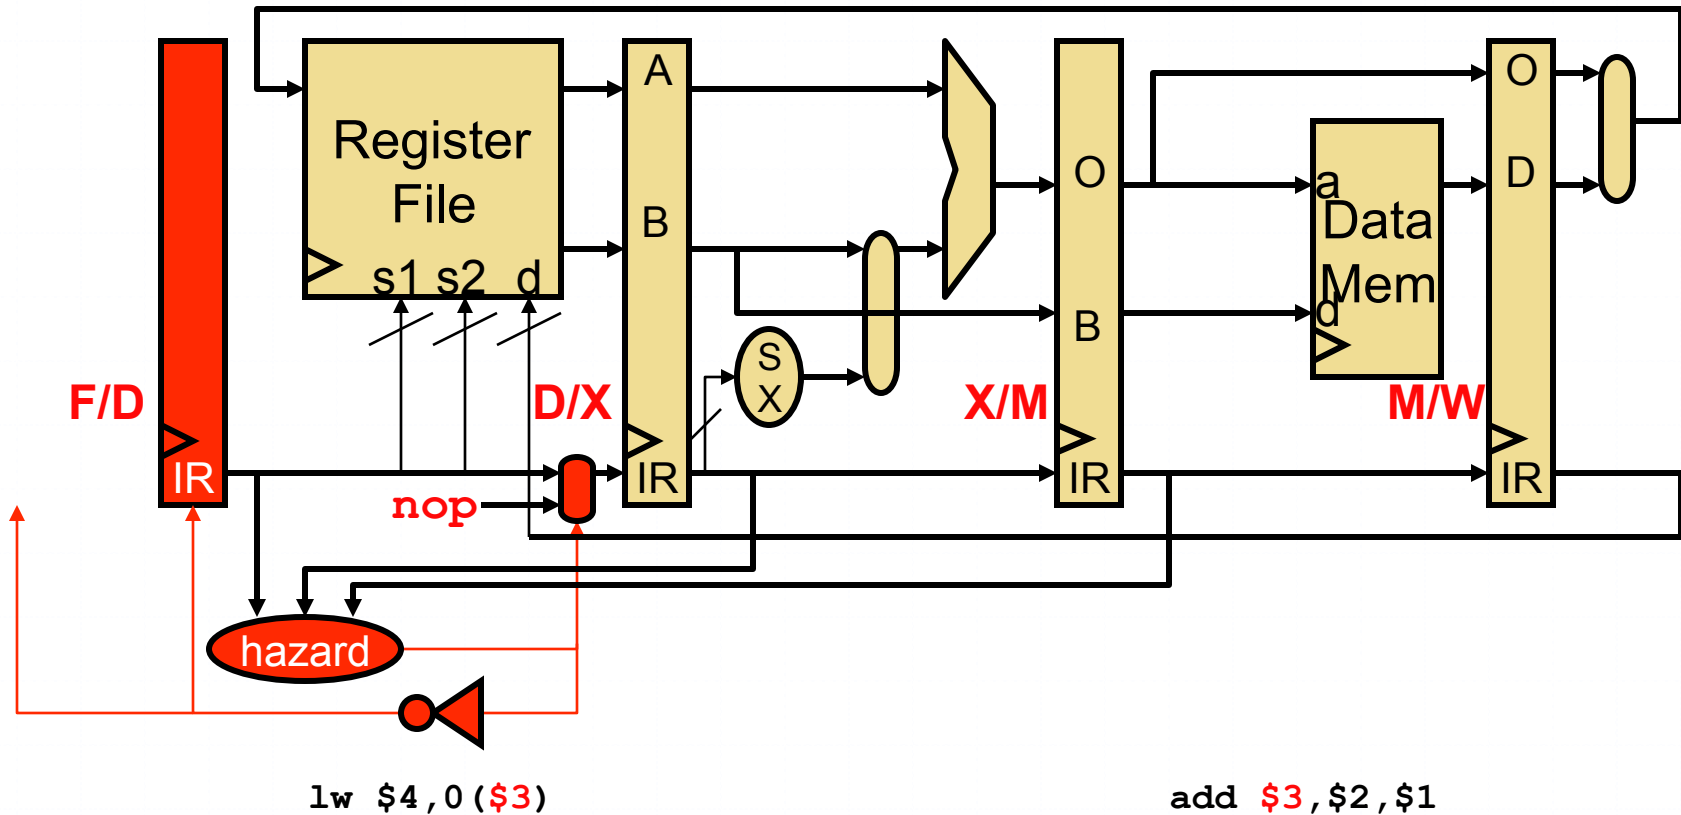 A
O
Register
File
O
D
B
a
Data
Mem
d
s1 s2 d
B
S
X
F/D
D/X
X/M
M/W
IR
IR
IR
IR
nop
hazard
lw $4,0($3)
add $3,$2,$1